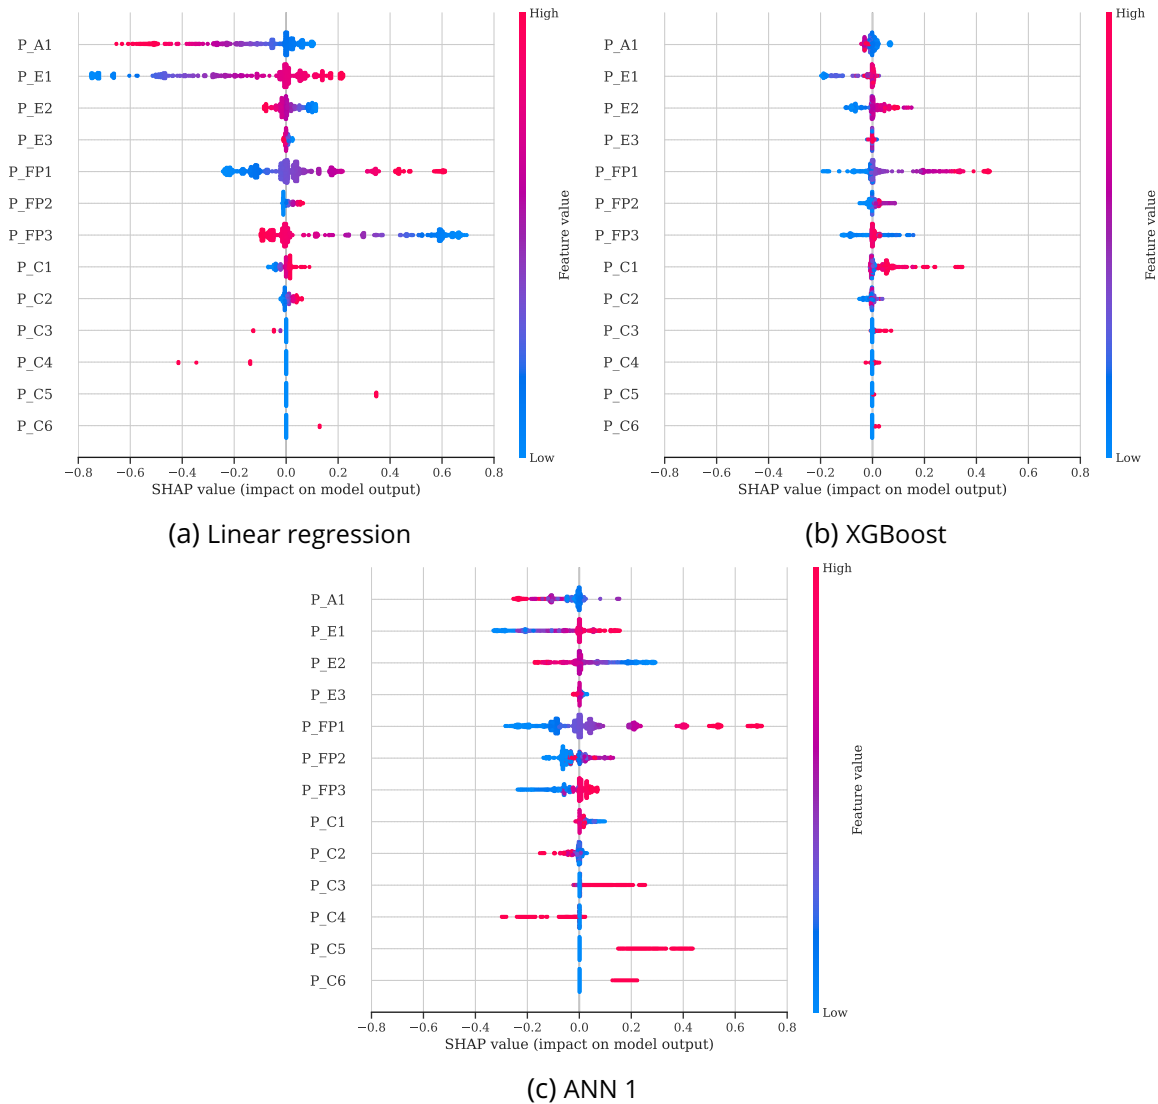 High
P_A1
P_E1
P_E2
P_E3
P_FP1
P_FP2
P_FP3
P_C1
P_C2
P_C3
P_C4
P_C5
P_C6
Feature value
Low
−0.8 −0.6 −0.4 −0.2 0.0 0.2 0.4 0.6 0.8
SHAP value (impact on model output)
(a) Linear regression
High
P_A1
P_E1
P_E2
P_E3
P_FP1
P_FP2
P_FP3
P_C1
P_C2
P_C3
P_C4
P_C5
P_C6
Feature value
Low
−0.8 −0.6 −0.4 −0.2 0.0 0.2 0.4 0.6 0.8
SHAP value (impact on model output)
(b) XGBoost
High
P_A1
P_E1
P_E2
P_E3
P_FP1
P_FP2
P_FP3
P_C1
P_C2
P_C3
P_C4
P_C5
P_C6
Feature value
Low
−0.8 −0.6 −0.4 −0.2 0.0 0.2 0.4 0.6 0.8
SHAP value (impact on model output)
(c) ANN 1